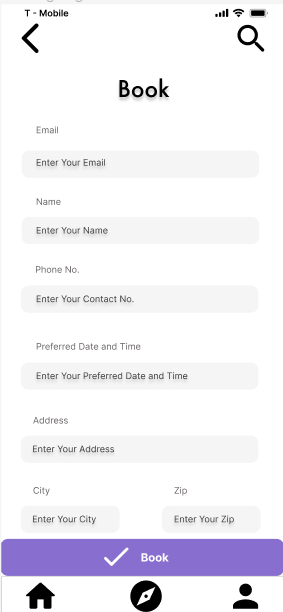 T - Mobile
Book
Email
Enter Your Email
Name
Enter Your Name
Phone No.
Enter Your Contact No.
Preferred Date and Time
Enter Your Preferred Date and Time
Address
Enter Your Address
City Zip
Enter Your City Enter Your Zip
Book